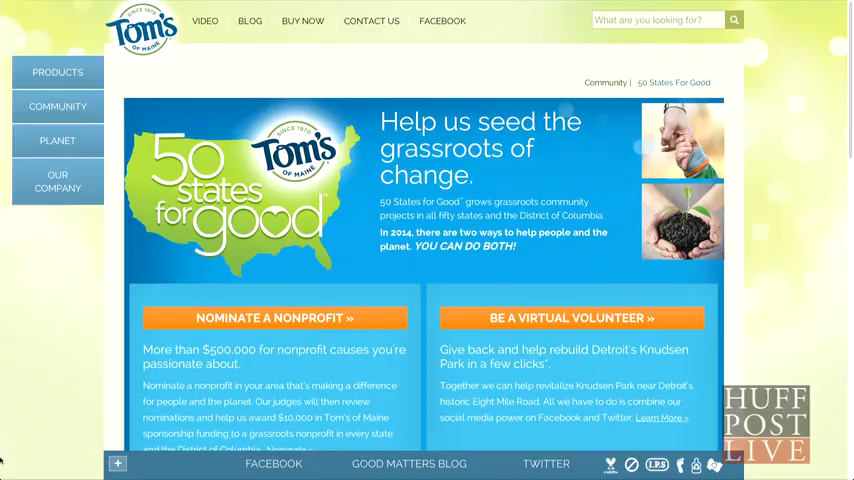 SINCE 1970
TOM'S
OF MAINE
VIDEO
BLOG
BUY NOW
CONTACT US
FACEBOOK
What are you looking for?
PRODUCTS
COMMUNITY
PLANET
OUR
COMPANY
Community | 50 States For Good
50
states
for good™
SINCE 1970
TOM'S
OF MAINE
Help us seed the
grassroots of
change.
50 States for Good™ grows grassroots community
projects in all fifty states and the District of Columbia.
In 2014, there are two ways to help people and the
planet. YOU CAN DO BOTH!
NOMINATE A NONPROFIT »
More than $500,000 for nonprofit causes you're
passionate about.
Nominate a nonprofit in your area that's making a difference
for people and the planet. Our judges will then review
nominations and help us award $10,000 in Tom's of Maine
sponsorship funding to a grassroots nonprofit in every state
and the District of Columbia. Nominate »
BE A VIRTUAL VOLUNTEER »
Give back and help rebuild Detroit's Knudsen
Park in a few clicks*.
Together we can help revitalize Knudsen Park near Detroit's
historic Eight Mile Road. All we have to do is combine our
social media power on Facebook and Twitter. Learn More »
HUFF
POST
LIVE
+
FACEBOOK
GOOD MATTERS BLOG
TWITTER
I.P.S